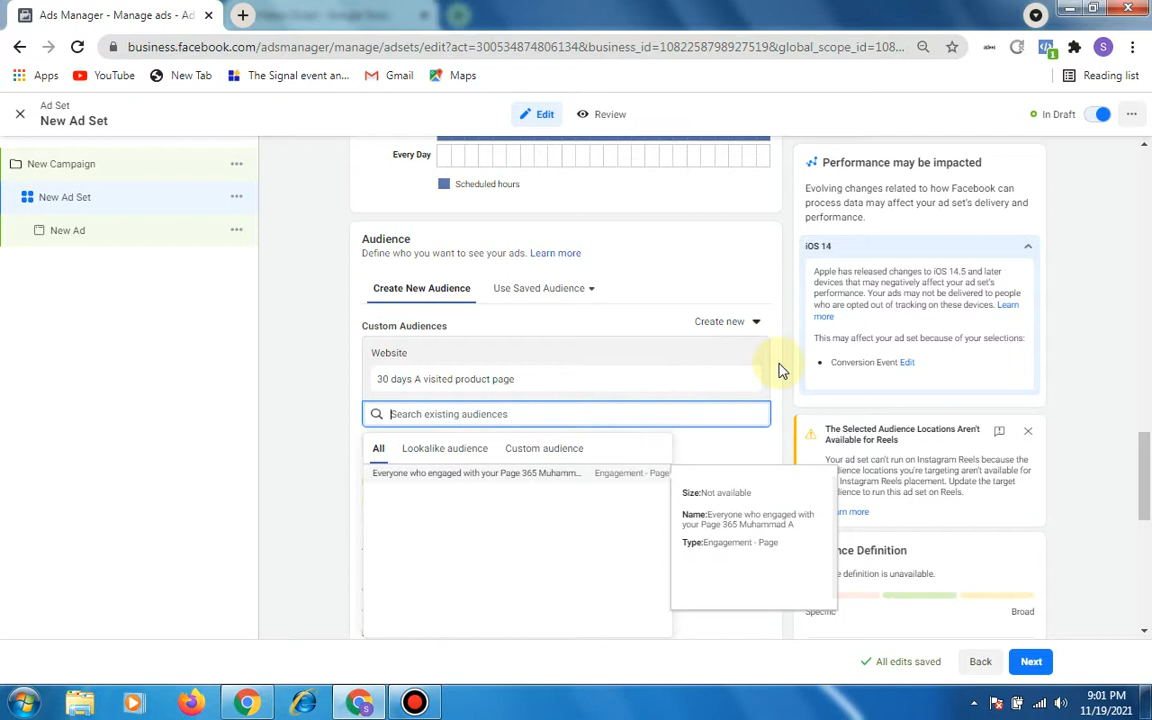 Ads Manager - Manage ads - Ad
business.facebook.com/adsmanager/manage/adsets/edit?act=300534874806134&business_id=1082258798927519&global_scope_id=108...
Apps
YouTube
New Tab
The Signal event an...
Gmail
Maps
Reading list
Ad Set
New Ad Set
Edit
Review
In Draft
New Campaign
New Ad Set
New Ad
Every Day
Scheduled hours
Audience
Define who you want to see your ads. Learn more
Create New Audience
Use Saved Audience
Custom Audiences
Create new
Website
30 days A visited product page
Search existing audiences
All
Lookalike audience
Custom audience
Everyone who engaged with your Page 365 Muhamm...
Engagement - Page
Size:Not available
Name:Everyone who engaged with
your Page 365 Muhammad A
Type:Engagement - Page
Performance may be impacted
Evolving changes related to how Facebook can
process data may affect your ad set's delivery and
performance.
iOS 14
Apple has released changes to iOS 14.5 and later
devices that may negatively affect your ad set's
performance. Your ads may not be delivered to people
who are opted out of tracking on these devices. Learn
more
This may affect your ad set because of your selections:
Conversion Event Edit
The Selected Audience Locations Aren't
Available for Reels
Your ad set can't run on Instagram Reels because the
audience locations you're targeting aren't available for
Instagram Reels placement. Update the target
audience to run this ad set on Reels.
more
Definition
definition is unavailable.
Specific
Broad
All edits saved
Back
Next
9:01 PM
11/19/2021